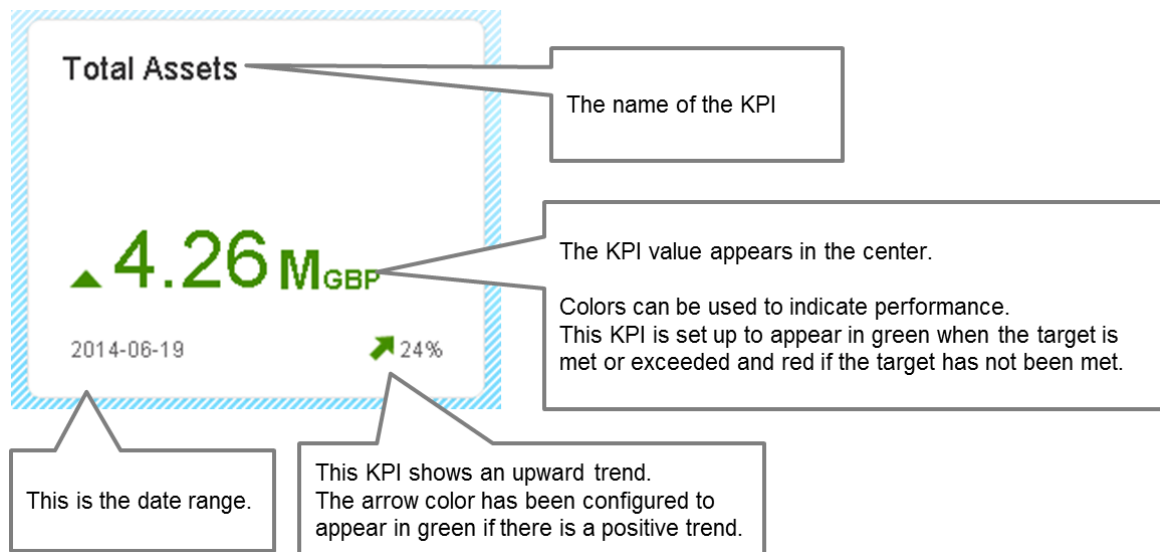 Total Assets
The name of the KPI
4.26 MGBP
The KPI value appears in the center.
Colors can be used to indicate performance.
This KPI is set up to appear in green when the target is
met or exceeded and red if the target has not been met.
2014-06-19
24%
This is the date range.
This KPI shows an upward trend.
The arrow color has been configured to
appear in green if there is a positive trend.